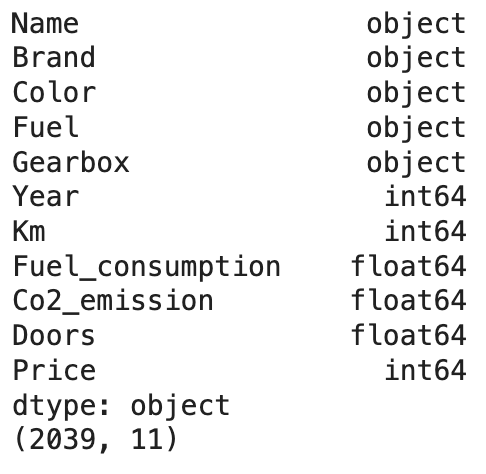 Name object
Brand object
Color object
Fuel object
Gearbox object
Year int64
Km int64
Fuel_consumption float64
Co2_emission float64
Doors float64
Price int64
dtype: object
(2039, 11)